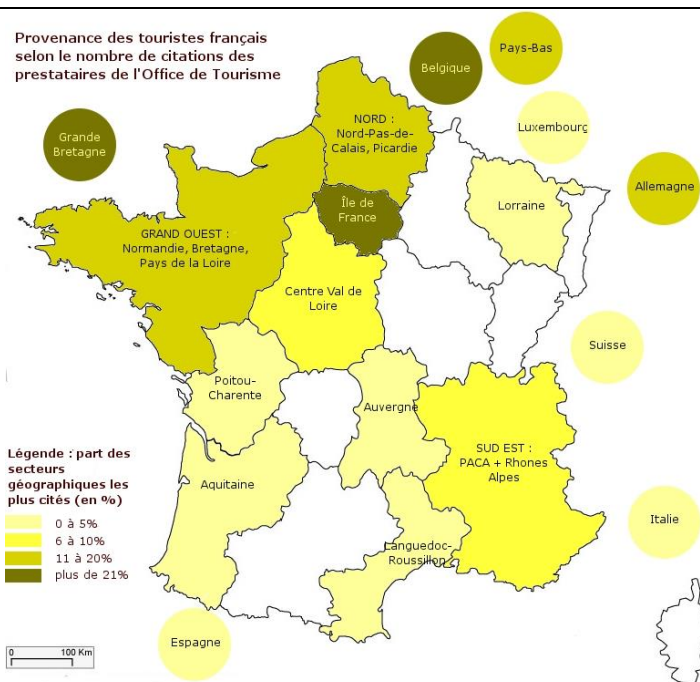 Provenance des touristes français
selon le nombre de citations des
prestataires de l'Office de Tourisme
Pays-Bas
Belgique
Luxembourg
Grande
Bretagne
NORD :
Nord-Pas-de-
Calais, Picardie
Allemagne
Île de
France
Lorraine
GRAND OUEST :
Normandie, Bretagne,
Pays de la Loire
Centre Val de
Loire
Suisse
Poitou-
Charente
Auvergne
SUD EST :
PACA + Rhones
Alpes
Légende : part des
secteurs
géographiques les
plus cités (en %)
0 à 5%
6 à 10%
11 à 20%
plus de 21%
Aquitaine
Italie
Languedoc-
Roussillon
Espagne
0 100 Km